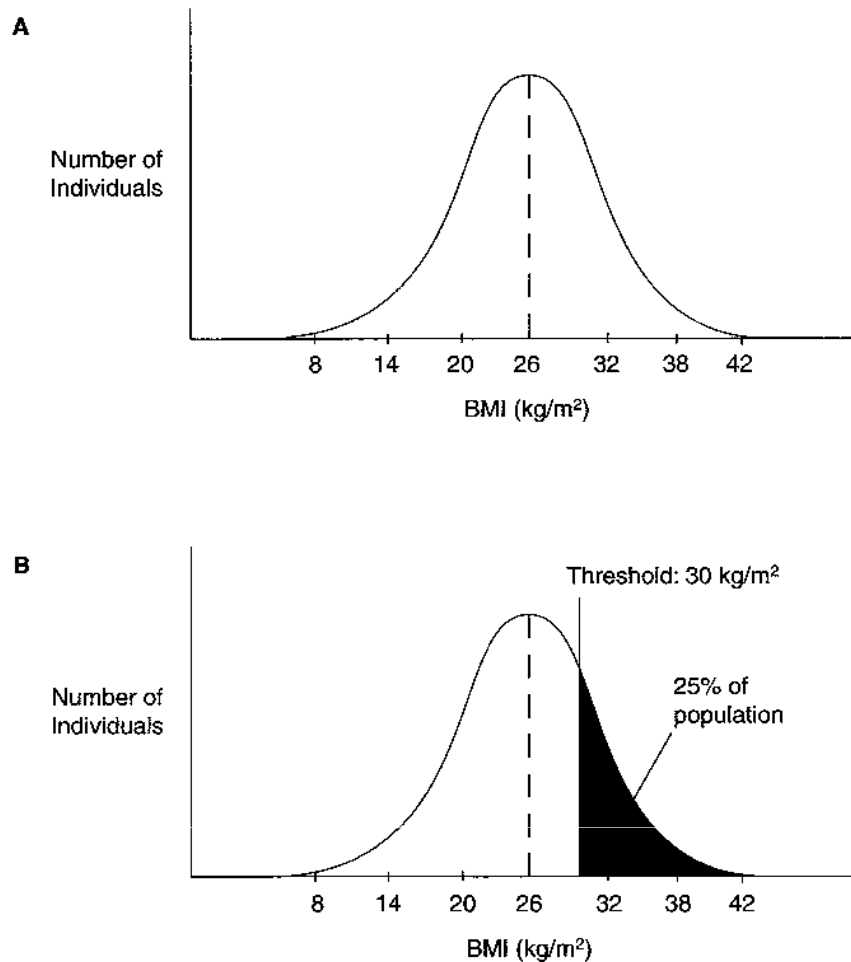 A
Number of
Individuals
8 14 20 26 32 38 42
BMI (kg/m²)
B
Threshold: 30 kg/m²
25% of
population
Number of
Individuals
8 14 20 26 32 38 42
BMI (kg/m²)